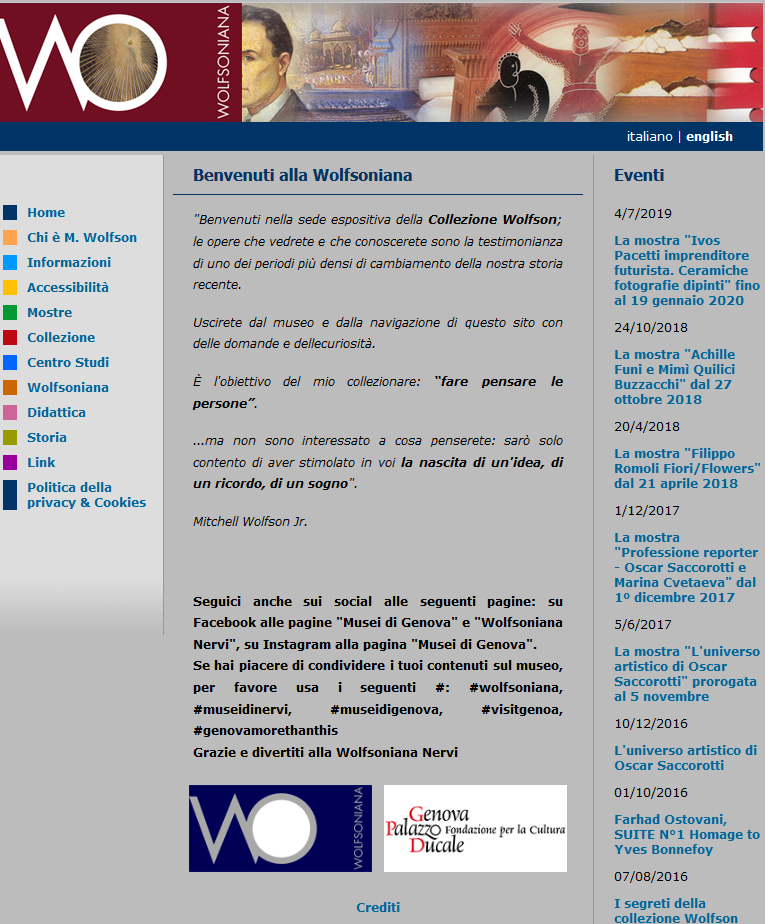 WOLFSONIANA
italiano | english
Home
Chi è M. Wolfson
Informazioni
Accessibilità
Mostre
Collezione
Centro Studi
Wolfsoniana
Didattica
Storia
Link
Politica della
privacy & Cookies
Benvenuti alla Wolfsoniana
"Benvenuti nella sede espositiva della Collezione Wolfson;
le opere che vedrete e che conoscerete sono la testimonianza
di uno dei periodi più densi di cambiamento della nostra storia
recente.
Uscirete dal museo e dalla navigazione di questo sito con
delle domande e dellecuriosità.
È l'obiettivo del mio collezionare: “fare pensare le
persone”.
...ma non sono interessato a cosa penserete: sarò solo
contento di aver stimolato in voi la nascita di un'idea, di
un ricordo, di un sogno".
Mitchell Wolfson Jr.
Seguici anche sui social alle seguenti pagine: su
Facebook alle pagine "Musei di Genova" e "Wolfsoniana
Nervi", su Instagram alla pagina "Musei di Genova".
Se hai piacere di condividere i tuoi contenuti sul museo,
per favore usa i seguenti #: #wolfsoniana,
#museidinervi, #museidigenova, #visitgenoa,
#genovamorethanthis
Grazie e divertiti alla Wolfsoniana Nervi
WOLFSONIANA
Genova
Palazzo Fondazione per la Cultura
Ducale
Crediti
Eventi
4/7/2019
La mostra "Ivos
Pacetti imprenditore
futurista. Ceramiche
fotografie dipinti" fino
al 19 gennaio 2020
24/10/2018
La mostra "Achille
Funi e Mimì Quilici
Buzzacchi" dal 27
ottobre 2018
20/4/2018
La mostra "Filippo
Romoli Fiori/Flowers"
dal 21 aprile 2018
1/12/2017
La mostra
"Professione reporter
- Oscar Saccorotti e
Marina Cvetaeva" dal
1º dicembre 2017
5/6/2017
La mostra "L'universo
artistico di Oscar
Saccorotti" prorogata
al 5 novembre
10/12/2016
L'universo artistico di
Oscar Saccorotti
01/10/2016
Farhad Ostovani,
SUITE N°1 Homage to
Yves Bonnefoy
07/08/2016
I segreti della
collezione Wolfson